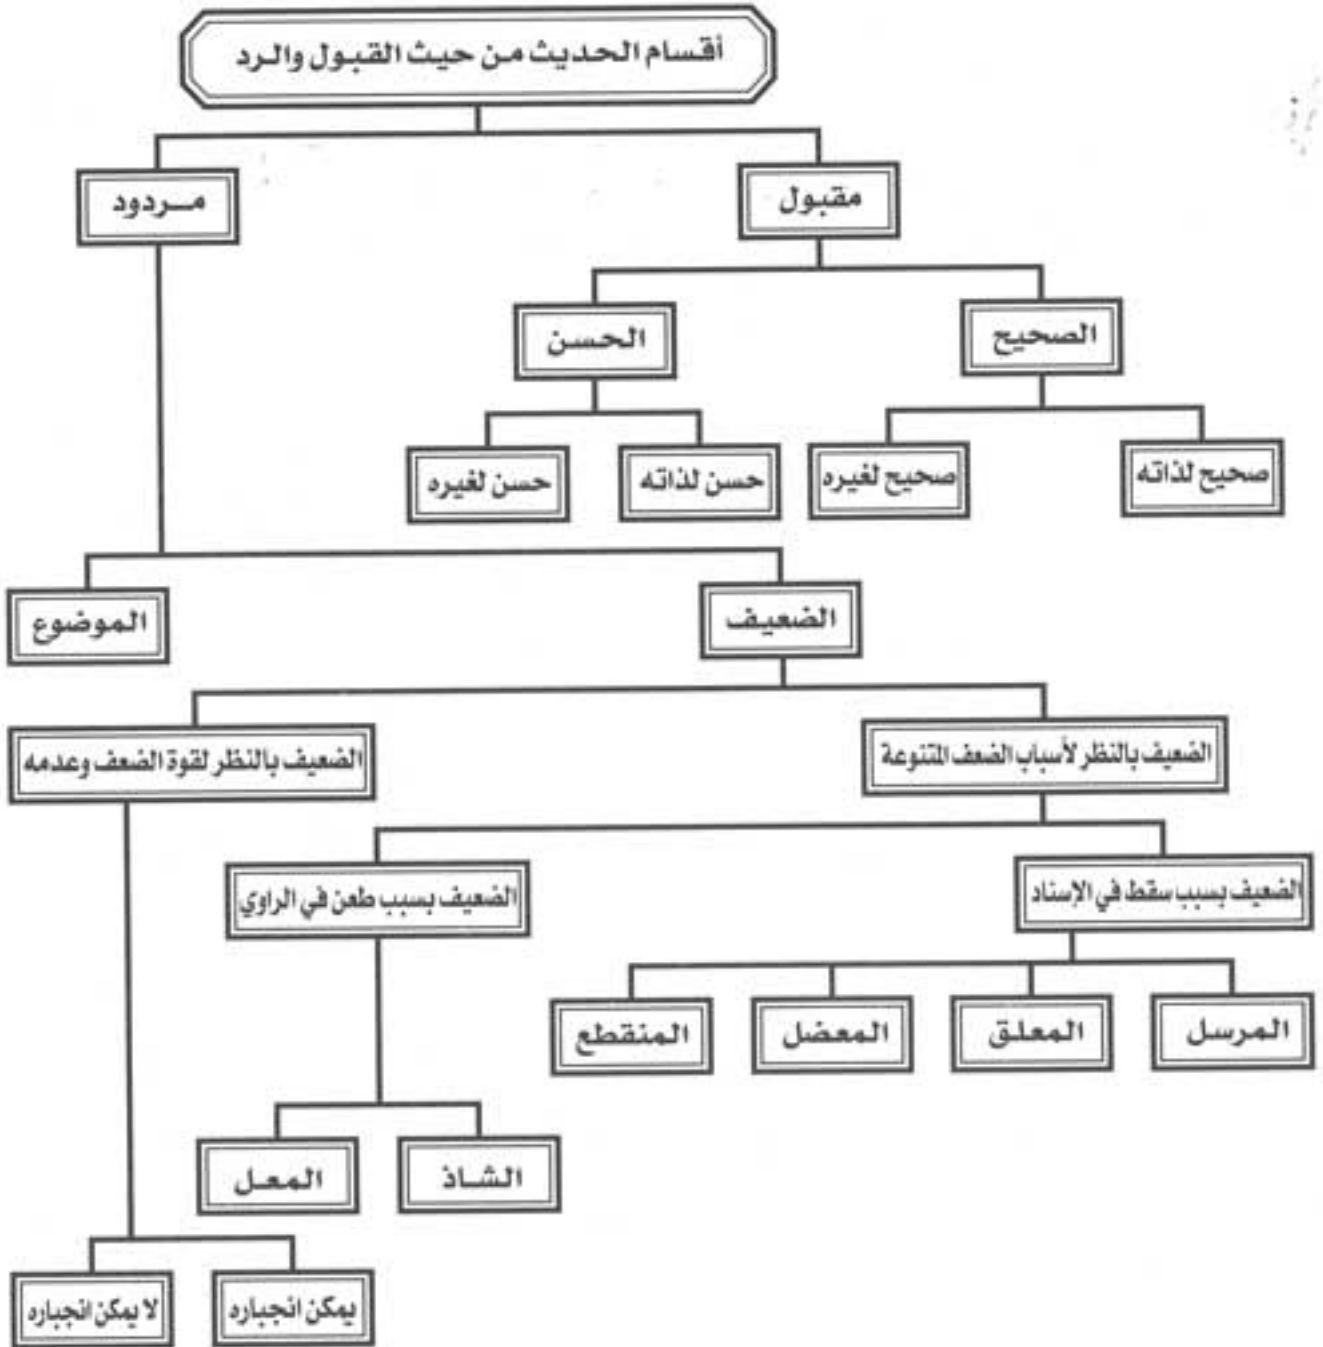 أقسام الحديث من حيث القبول والرد
مقبول
مردود
الصحيح
الحسن
صحيح لذاته
صحيح لغيره
حسن لذاته
حسن لغيره
الضعيف
الموضوع
الضعيف بالنظر لأسباب الضعف المتنوعة
الضعيف بالنظر لقوة الضعف وعدمه
الضعيف بسبب سقط في الإسناد
الضعيف بسبب طعن في الراوي
المرسل
المعلق
المعضل
المنقطع
الشاذ
المعل
يمكن انجباره
لا يمكن انجباره